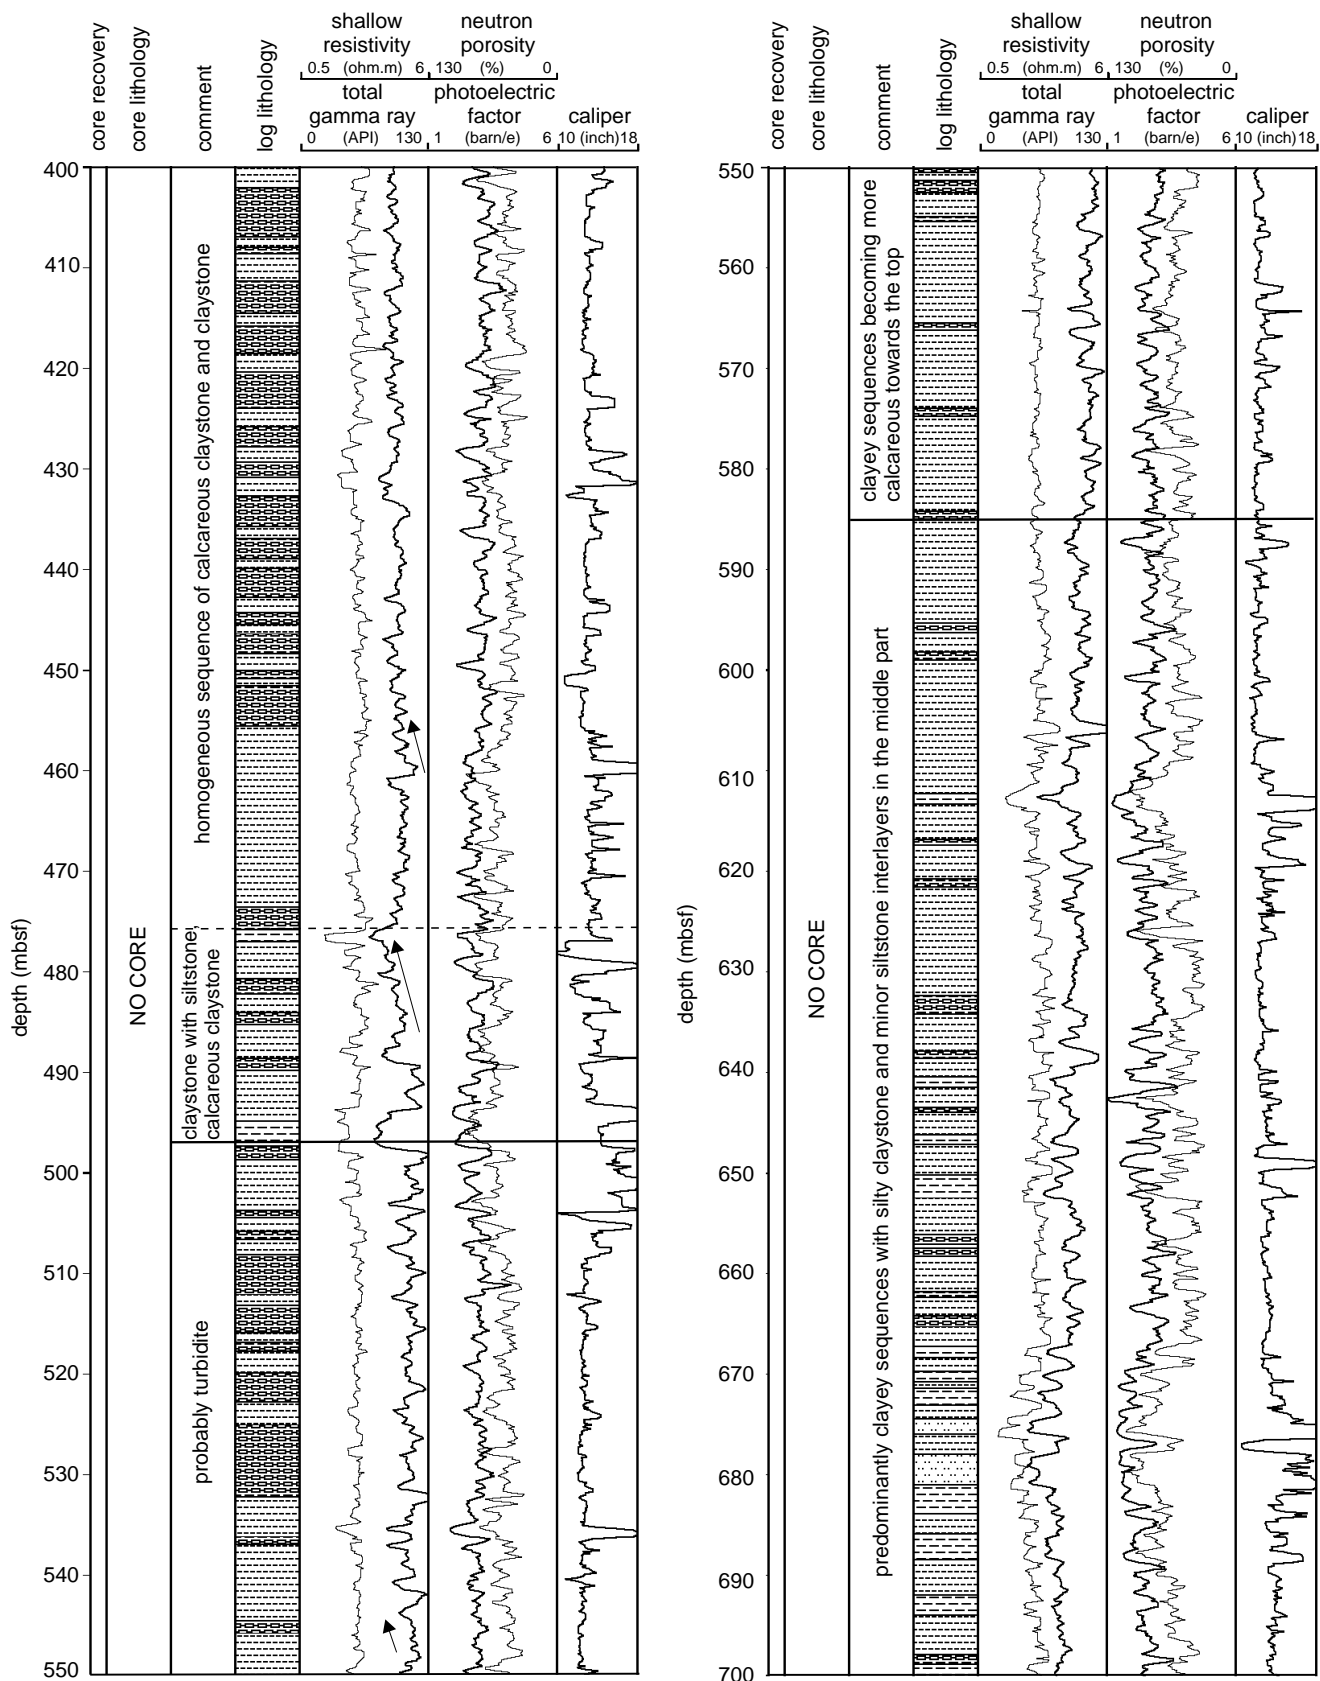 core recovery
core lithology
comment
log lithology
shallow
resistivity
0.5 (ohm.m) 6
total
gamma ray
0 (API) 130
neutron
porosity
130 (%) 0
photoelectric
factor
1 (barn/e) 6
caliper
10 (inch) 18
400
410
420
430
440
450
460
470
480
490
500
510
520
530
540
550
depth (mbsf)
NO CORE
homogeneous sequence of calcareous claystone and claystone
claystone with siltstone,
calcareous claystone
probably turbidite
core recovery
core lithology
comment
log lithology
shallow
resistivity
0.5 (ohm.m) 6
total
gamma ray
0 (API) 130
neutron
porosity
130 (%) 0
photoelectric
factor
1 (barn/e) 6
caliper
10 (inch) 18
550
560
570
580
590
600
610
620
630
640
650
660
670
680
690
700
depth (mbsf)
NO CORE
clayey sequences becoming more
calcareous towards the top
predominantly clayey sequences with silty claystone and minor siltstone interlayers in the middle part